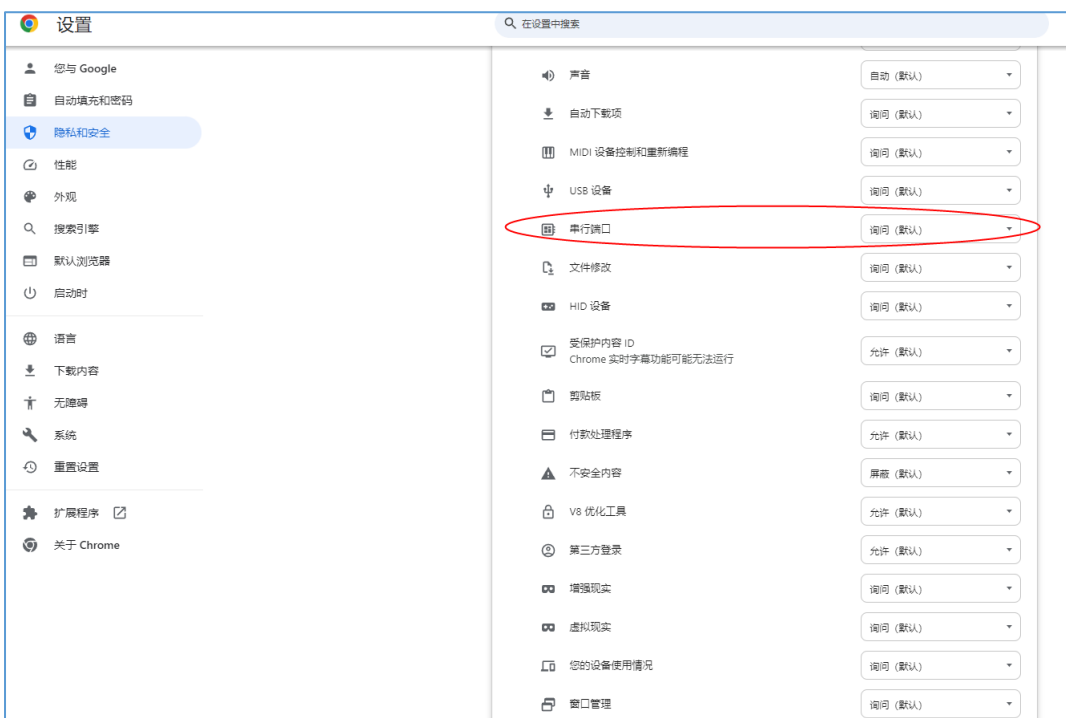 设置
在设置中搜索
您与 Google
自动填充和密码
隐私和安全
性能
外观
搜索引擎
默认浏览器
启动时
语言
下载内容
无障碍
系统
重置设置
扩展程序
关于 Chrome
声音
自动（默认）
自动下载项
询问（默认）
MIDI 设备控制和重新编程
询问（默认）
USB 设备
询问（默认）
串行端口
询问（默认）
文件修改
询问（默认）
HID 设备
询问（默认）
受保护内容 ID
Chrome 实时字幕功能可能无法运行
允许（默认）
剪贴板
询问（默认）
付款处理程序
允许（默认）
不安全内容
屏蔽（默认）
V8 优化工具
允许（默认）
第三方登录
允许（默认）
增强现实
询问（默认）
虚拟现实
询问（默认）
您的设备使用情况
询问（默认）
窗口管理
询问（默认）